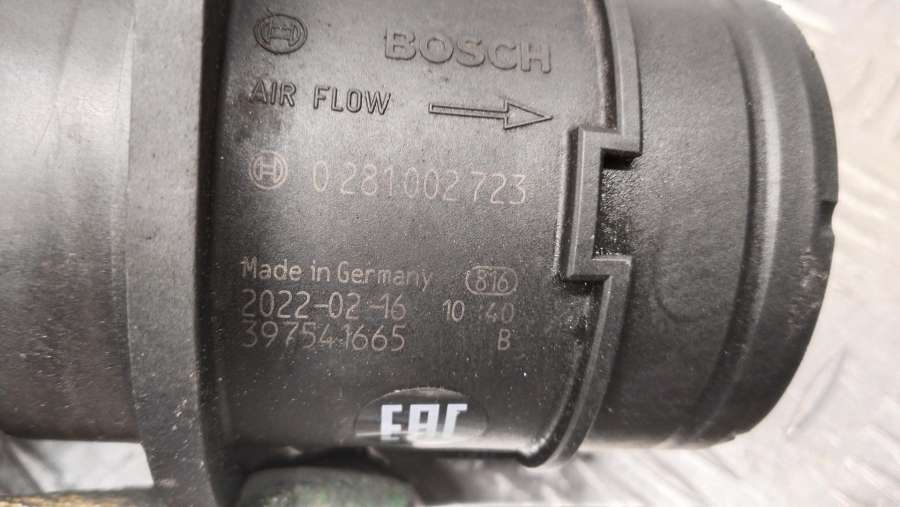 BOSCH
AIR FLOW
0 281 002 723
Made in Germany 816
2022-02-16 10:40
397541665 B
EAC